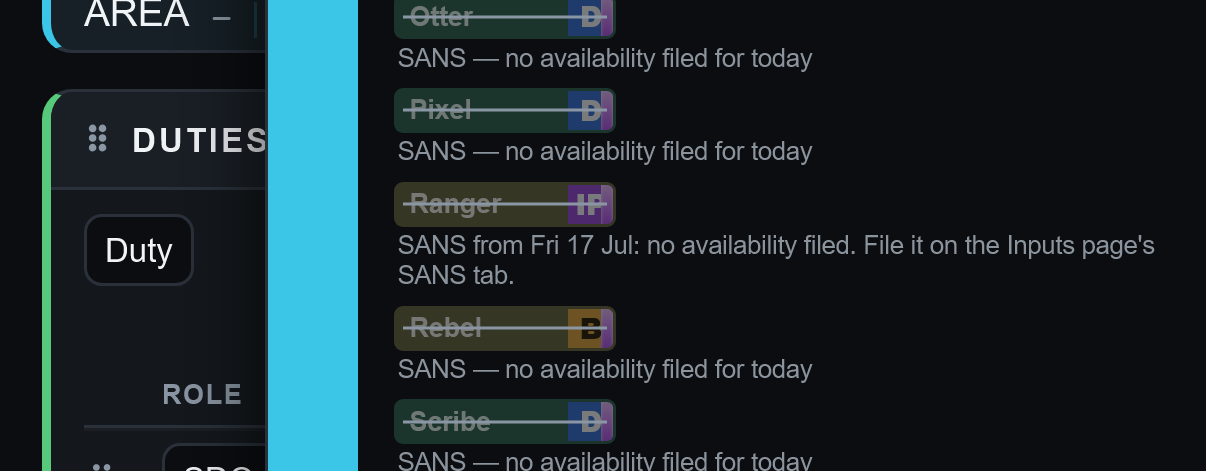 AREA –
DUTIES
Duty
ROLE
Otter D
SANS — no availability filed for today
Pixel D
SANS — no availability filed for today
Ranger IP
SANS from Fri 17 Jul: no availability filed. File it on the Inputs page's
SANS tab.
Rebel B
SANS — no availability filed for today
Scribe D
SANS — no availability filed for today